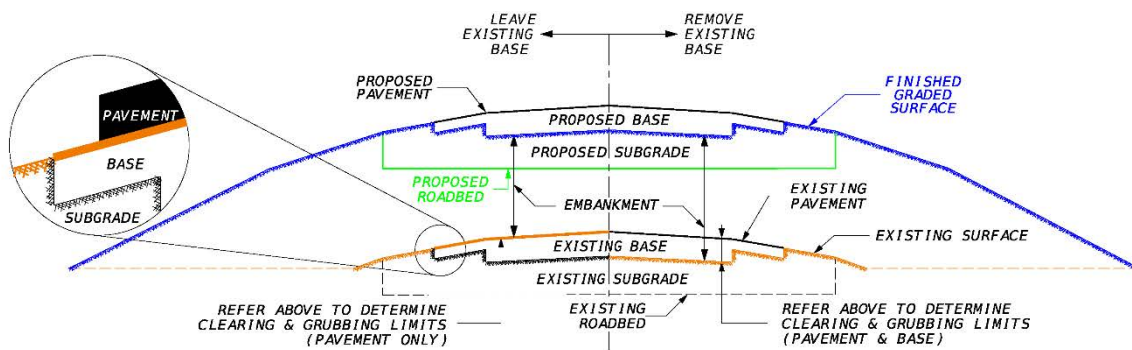 LEAVE
EXISTING
BASE
REMOVE
EXISTING
BASE
PROPOSED
PAVEMENT
FINISHED
GRADED
SURFACE
PAVEMENT
BASE
SUBGRADE
PROPOSED BASE
PROPOSED SUBGRADE
PROPOSED
ROADBED
EMBANKMENT
EXISTING
PAVEMENT
EXISTING BASE
EXISTING SURFACE
EXISTING SUBGRADE
REFER ABOVE TO DETERMINE
CLEARING & GRUBBING LIMITS
(PAVEMENT ONLY)
EXISTING
ROADBED
REFER ABOVE TO DETERMINE
CLEARING & GRUBBING LIMITS
(PAVEMENT & BASE)